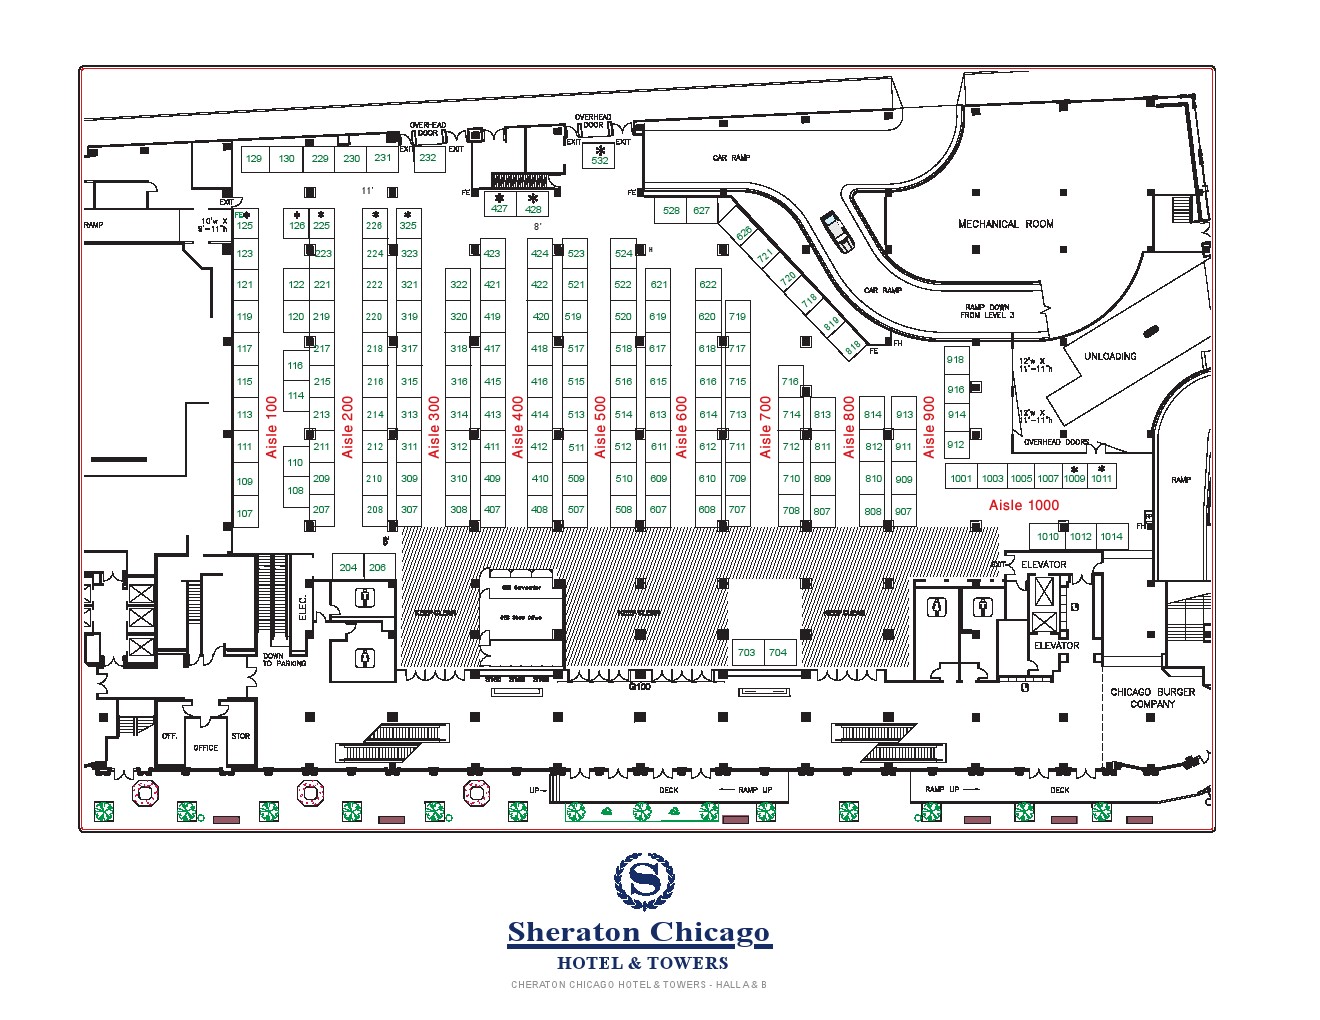 OVERHEAD
DOOR
OVERHEAD
DOOR
EXIT
EXIT
EXIT
EXIT
129 130 229 230 231 232
*
532
CAR RAMP
11'
FE
FE
*
427
*
428
8'
528 627
EXIT
FE
RAMP
10'w X
8'-11"h
*
125
*
126
*
225
*
226
*
325
626
MECHANICAL ROOM
123 223 224 323 423 424 523 524 H
721
121 122 221 222 321 322 421 422 521 522 621 622
720
CAR RAMP
718
RAMP DOWN
FROM LEVEL 3
119 120 219 220 319 320 419 420 519 520 619 620 719
819
117 217 218 317 318 417 418 517 518 617 618 717
818
FE
FH
918
12'w X
11'-11"h
UNLOADING
116
115 215 216 315 316 415 416 515 516 615 616 715 716 916
114
113 213 214 313 314 413 414 513 514 613 614 713 714 813 814 913 914
12'w X
11'-11"h
Aisle 100
Aisle 200
Aisle 300
Aisle 400
Aisle 500
Aisle 600
Aisle 700
Aisle 800
Aisle 900
OVERHEAD DOORS
111 211 212 311 312 411 412 511 512 611 612 711 712 811 812 911 912
110
109 209 210 309 310 409 410 509 510 609 610 709 710 809 810 909
1001 1003 1005 1007
*
1009
*
1011
RAMP
108
107 207 208 307 308 407 408 507 508 607 608 707 708 807 808 907
Aisle 1000
FH
1010 1012 1014
204 206
EXIT
ELEVATOR
ELEC.
KEEP CLEAR
KEEP CLEAR
KEEP CLEAR
GES Show Office
ELEVATOR
DOWN
TO PARKING
703 704
CHICAGO BURGER
COMPANY
OFF.
OFFICE
STOR
UP
DECK
RAMP UP
RAMP UP
DECK
S
Sheraton Chicago
HOTEL & TOWERS
CHERATON CHICAGO HOTEL & TOWERS - HALL A & B